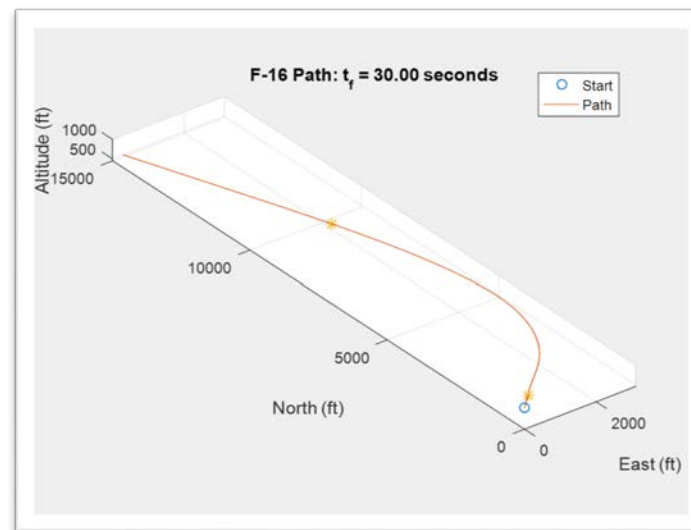 F-16 Path: t_f = 30.00 seconds
Start
Path
Altitude (ft)
1000
500
15000
10000
5000
0
North (ft)
0
2000
East (ft)